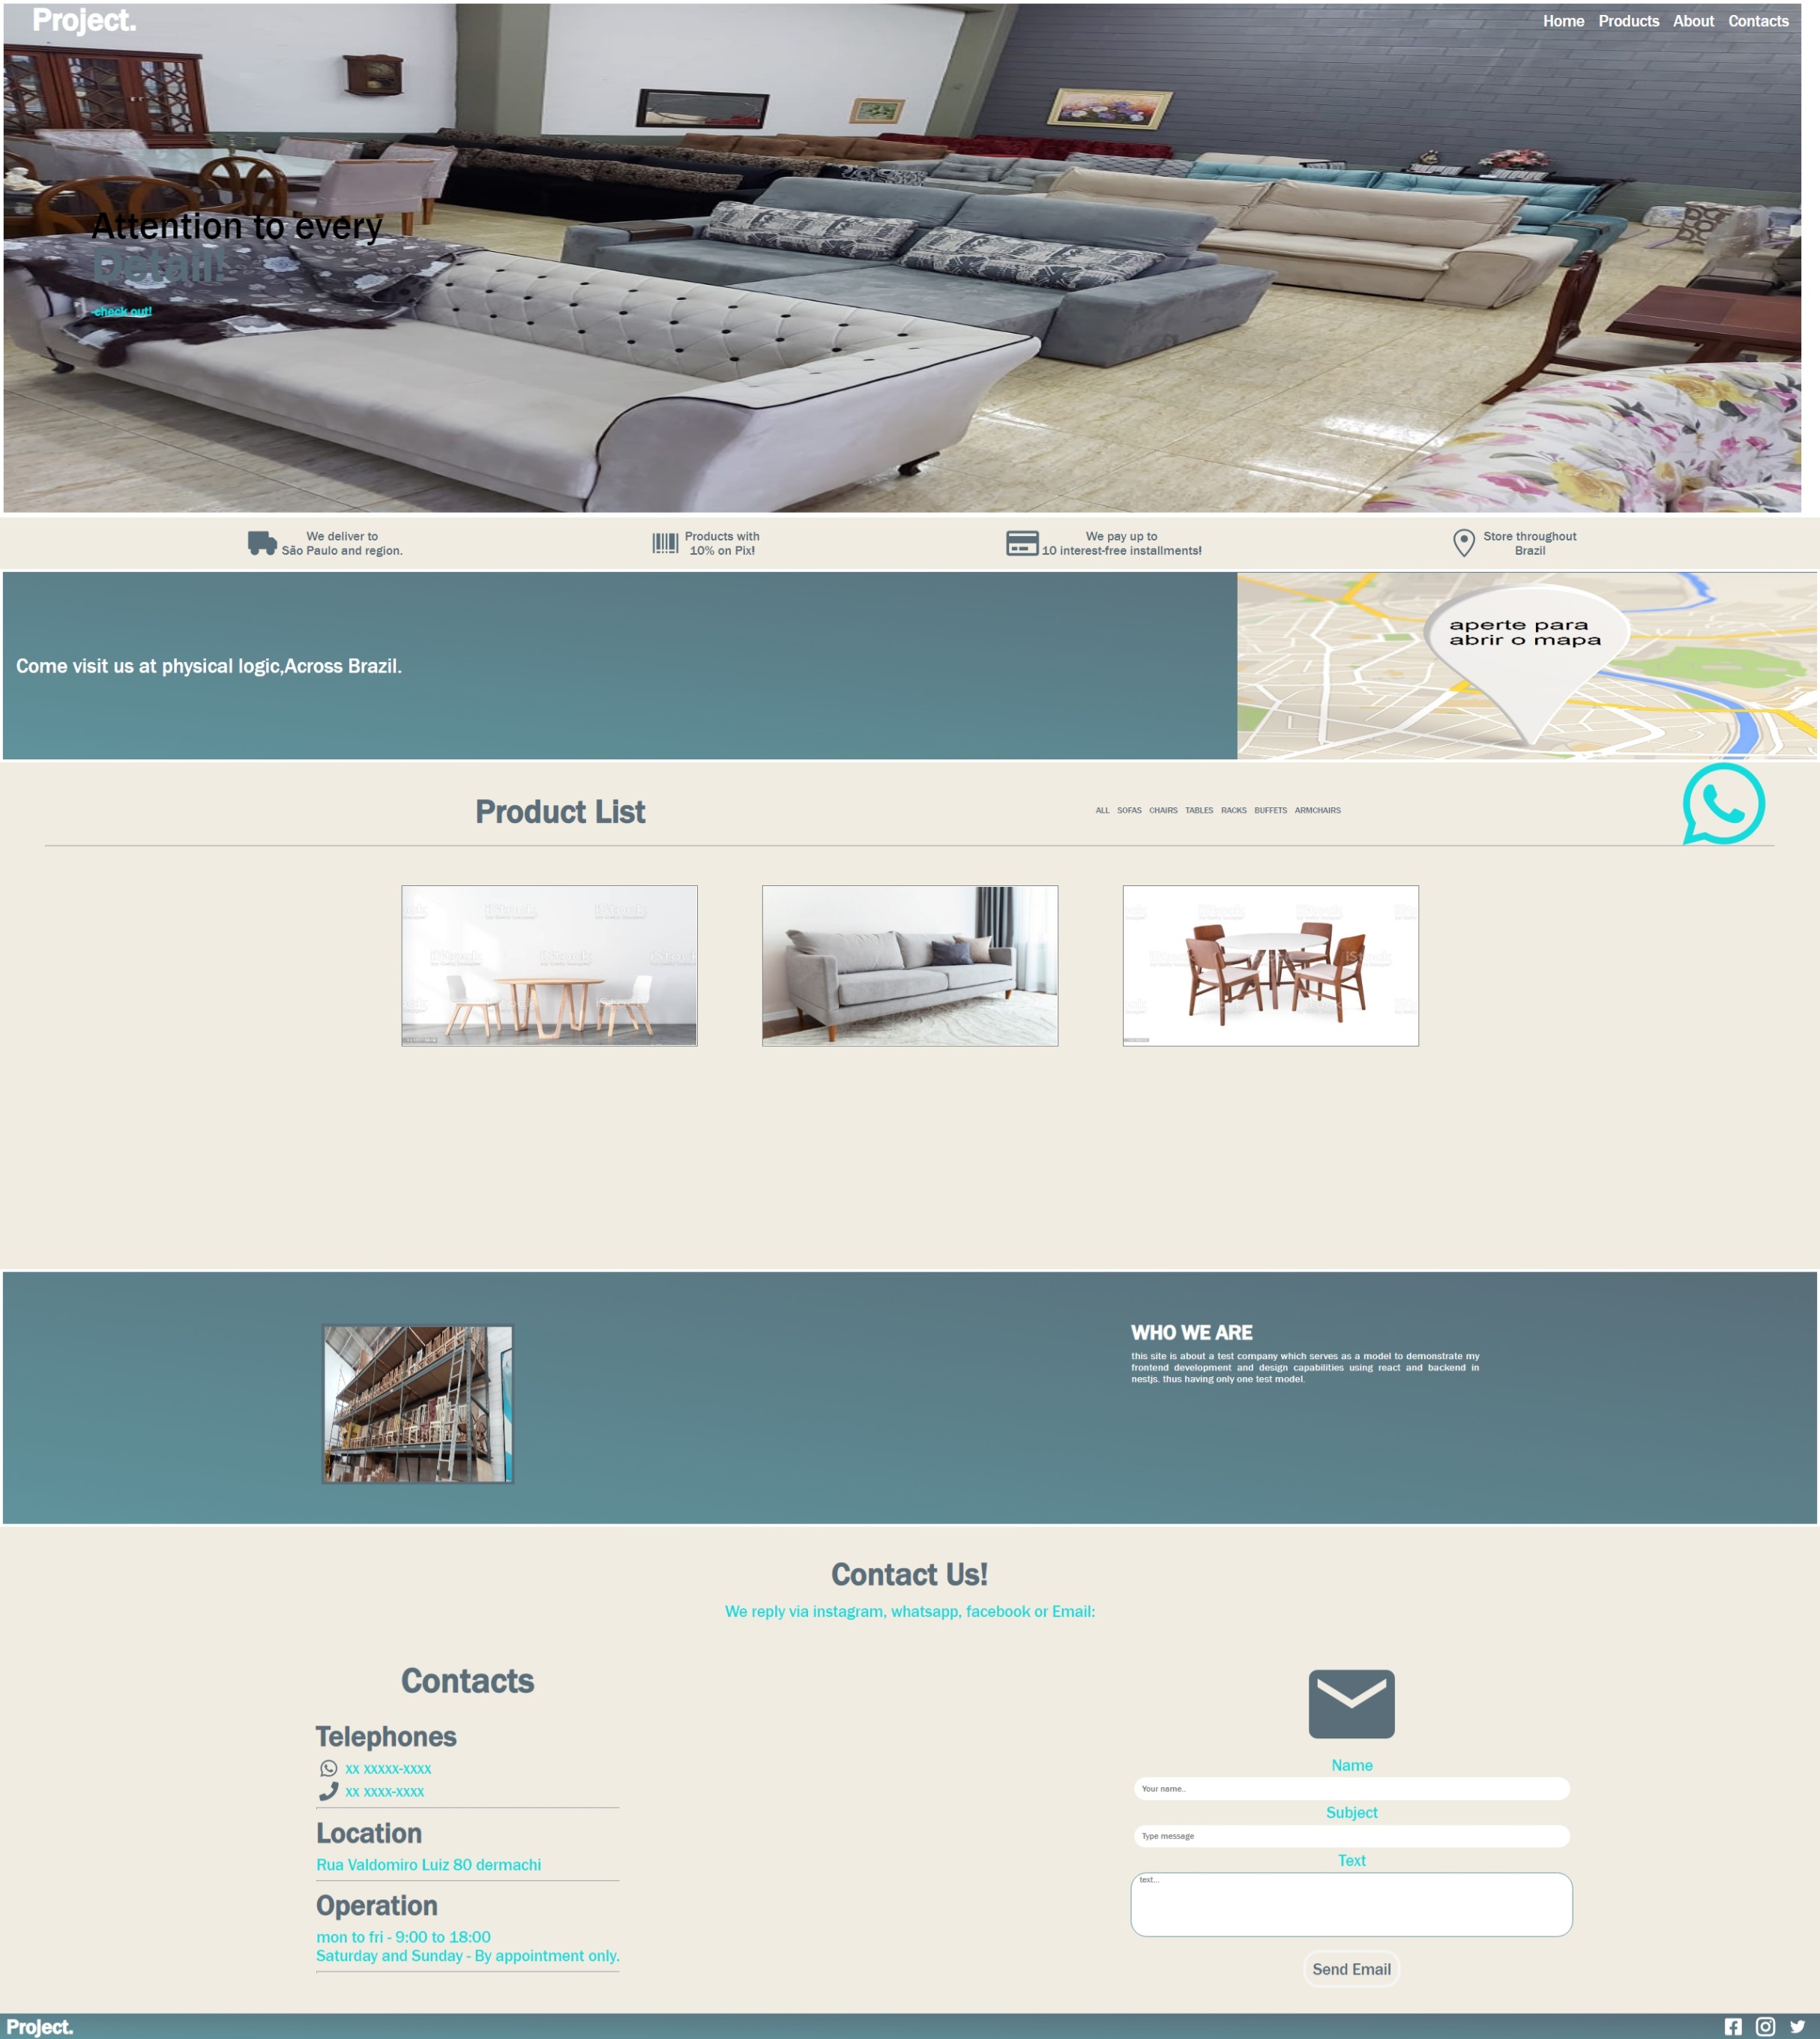 Project.
Home Products About Contacts
Attention to every
Detail!
check out!
We deliver to
São Paulo and region.
Products with
10% on Pix!
We pay up to
10 interest-free installments!
Store throughout
Brazil
Come visit us at physical logic,Across Brazil.
aperte para
abrir o mapa
Product List
ALL SOFAS CHAIRS TABLES RACKS BUFFETS ARMCHAIRS
iStock
iStock
WHO WE ARE
this site is about a test company which serves as a model to demonstrate my
frontend development and design capabilities using react and backend in
nestjs. thus having only one test model.
Contact Us!
We reply via instagram, whatsapp, facebook or Email:
Contacts
Telephones
xx xxxxx-xxxx
xx xxxx-xxxx
Location
Rua Valdomiro Luiz 80 dermachi
Operation
mon to fri - 9:00 to 18:00
Saturday and Sunday - By appointment only.
Name
Your name..
Subject
Type message
Text
text...
Send Email
Project.